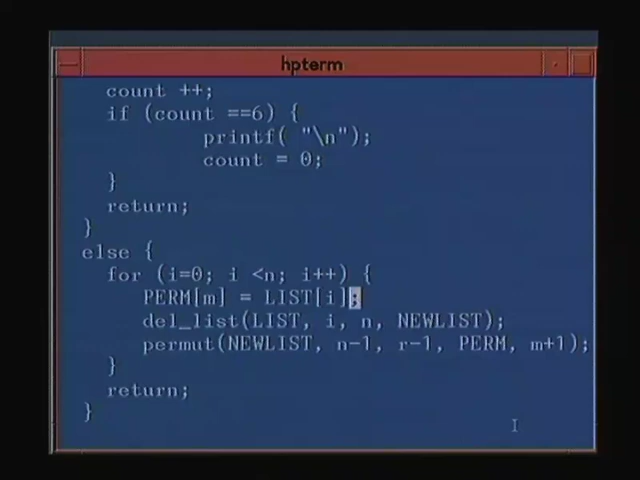 hpterm
count ++;
if (count ==6) {
printf( "\n");
count = 0;
}
return;
}
else {
for (i=0; i <n; i++) {
PERM[m] = LIST[i];
del_list(LIST, i, n, NEWLIST);
permut(NEWLIST, n-1, r-1, PERM, m+1);
}
return;
}